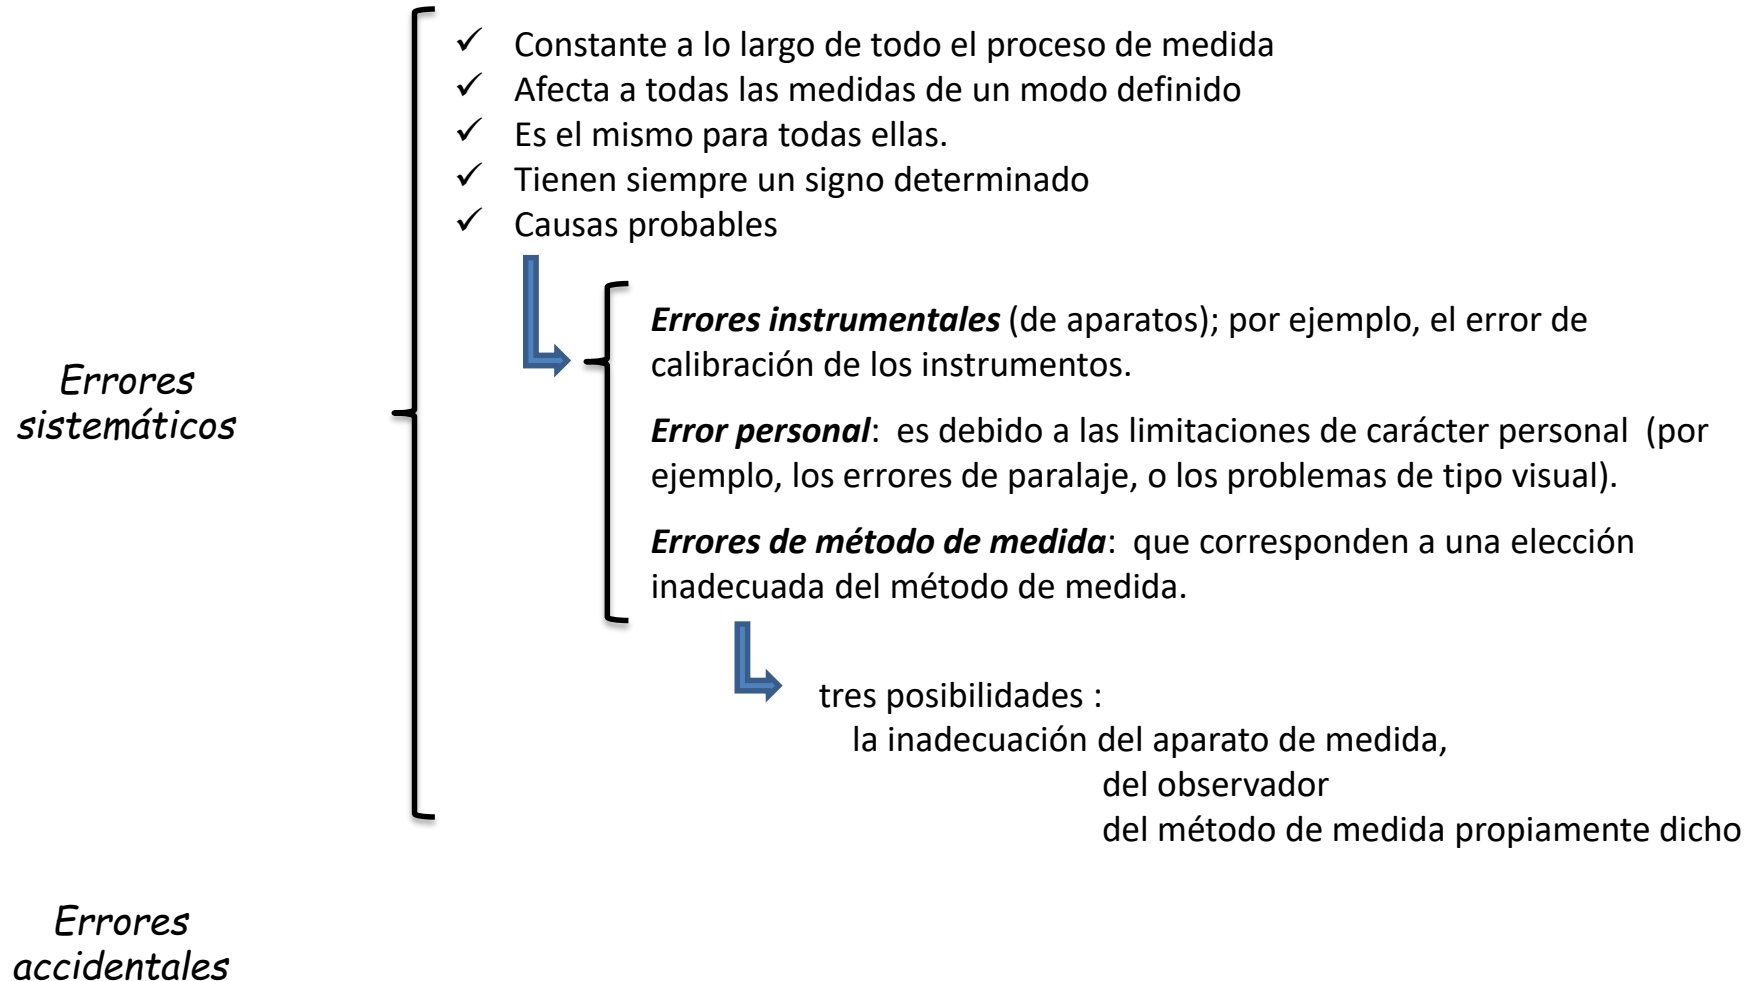 ✓ Constante a lo largo de todo el proceso de medida
✓ Afecta a todas las medidas de un modo definido
✓ Es el mismo para todas ellas.
✓ Tienen siempre un signo determinado
✓ Causas probables
Errores instrumentales (de aparatos); por ejemplo, el error de
calibración de los instrumentos.
Errores
sistemáticos
Error personal: es debido a las limitaciones de carácter personal (por
ejemplo, los errores de paralaje, o los problemas de tipo visual).
Errores de método de medida: que corresponden a una elección
inadecuada del método de medida.
tres posibilidades :
la inadecuación del aparato de medida,
del observador
del método de medida propiamente dicho
Errores
accidentales